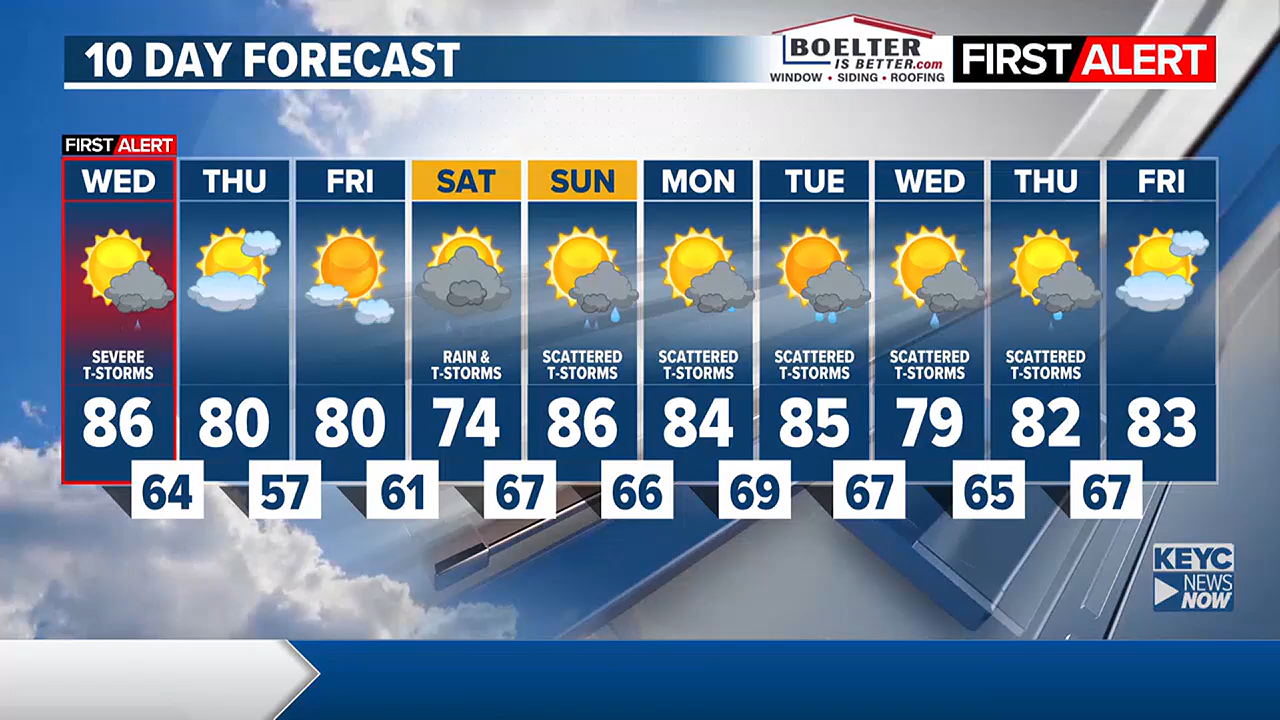 10 DAY FORECAST
BOELTER
IS BETTER.com
WINDOW • SIDING • ROOFING
FIRST ALERT
FIRST ALERT
WED THU FRI SAT SUN MON TUE WED THU FRI
SEVERE RAIN & SCATTERED SCATTERED SCATTERED SCATTERED SCATTERED
T-STORMS T-STORMS T-STORMS T-STORMS T-STORMS T-STORMS T-STORMS
86 80 80 74 86 84 85 79 82 83
64 57 61 67 66 69 67 65 67
KEYC
NEWS
NOW